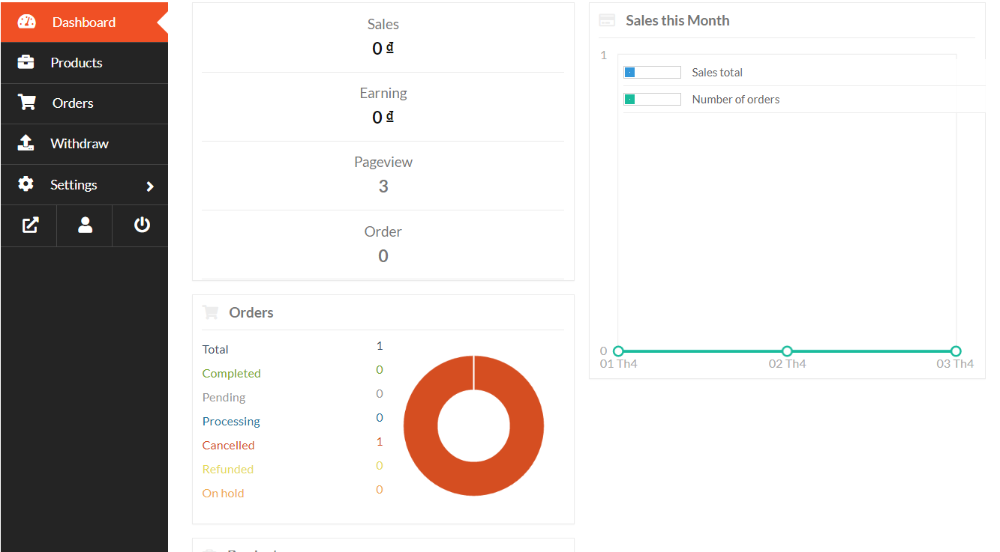 Dashboard
Products
Orders
Withdraw
Settings
Sales
0 ₫
Earning
0 ₫
Pageview
3
Order
0
Orders
Total 1
Completed 0
Pending 0
Processing 0
Cancelled 1
Refunded 0
On hold 0
Sales this Month
1
Sales total
Number of orders
0
01 Th4 02 Th4 03 Th4